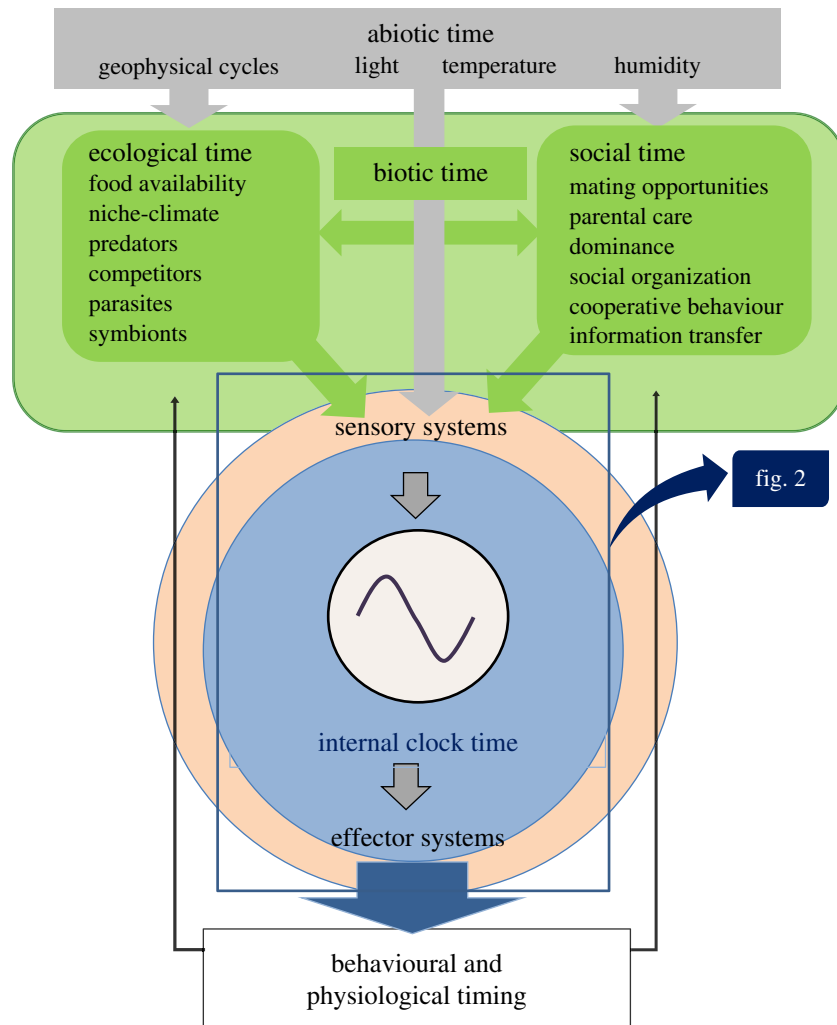 abiotic time
geophysical cycles light temperature humidity
ecological time
food availability
niche-climate
predators
competitors
parasites
symbionts
biotic time
social time
mating opportunities
parental care
dominance
social organization
cooperative behaviour
information transfer
sensory systems
fig. 2
internal clock time
effector systems
behavioural and
physiological timing